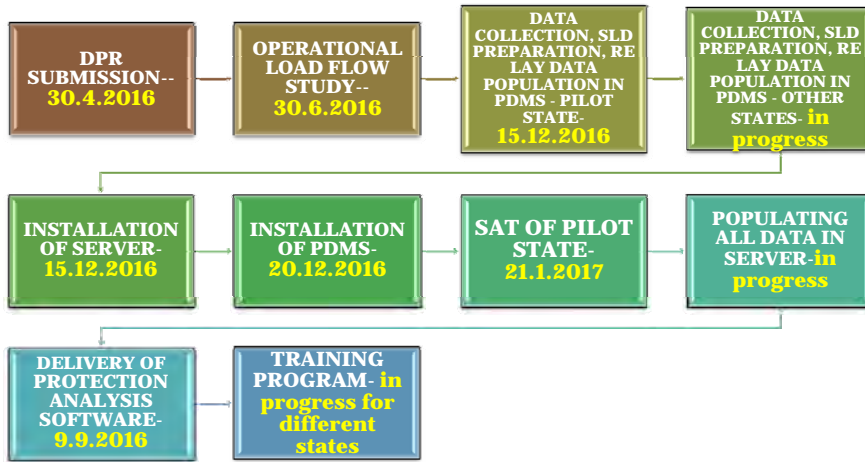 DPR
SUBMISSION--
30.4.2016
OPERATIONAL
LOAD FLOW
STUDY--
30.6.2016
DATA
COLLECTION, SLD
PREPARATION, RE
LAY DATA
POPULATION IN
PDMS - PILOT
STATE-
15.12.2016
DATA
COLLECTION, SLD
PREPARATION, RE
LAY DATA
POPULATION IN
PDMS - OTHER
STATES- in
progress
INSTALLATION
OF SERVER-
15.12.2016
INSTALLATION
OF PDMS-
20.12.2016
SAT OF PILOT
STATE-
21.1.2017
POPULATING
ALL DATA IN
SERVER-in
progress
DELIVERY OF
PROTECTION
ANALYSIS
SOFTWARE-
9.9.2016
TRAINING
PROGRAM- in
progress for
different
states